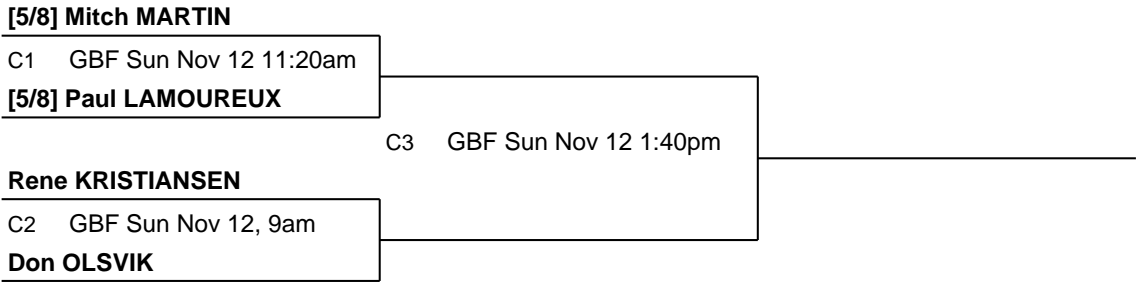 [5/8] Mitch MARTIN
C1 GBF Sun Nov 12 11:20am
[5/8] Paul LAMOUREUX
C3 GBF Sun Nov 12 1:40pm
Rene KRISTIANSEN
C2 GBF Sun Nov 12, 9am
Don OLSVIK